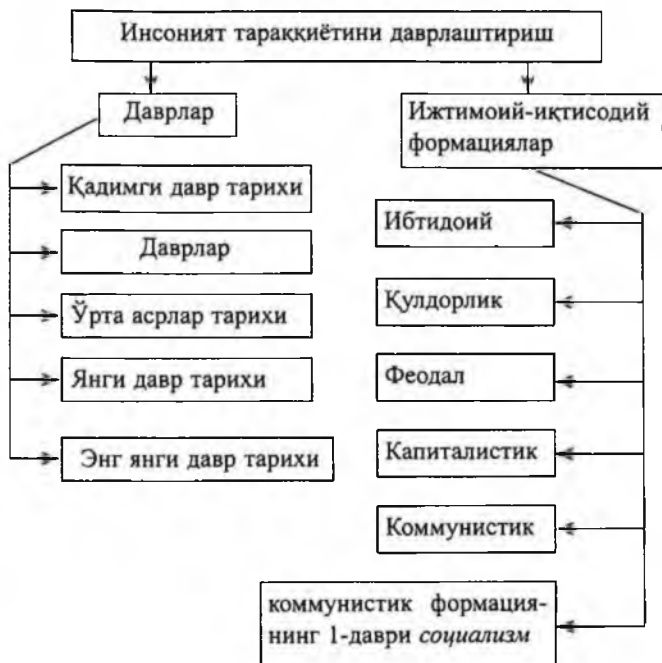 Инсоният тараққиётини даврлаштириш
Даврлар
Қадимги давр тарихи
Даврлар
Ўрта асрлар тарихи
Янги давр тарихи
Энг янги давр тарихи
Ижтимоий-иқтисодий
формациялар
Ибтидоий
Қулдорлик
Феодал
Капиталистик
Коммунистик
коммунистик формация-
нинг 1-даври социализм